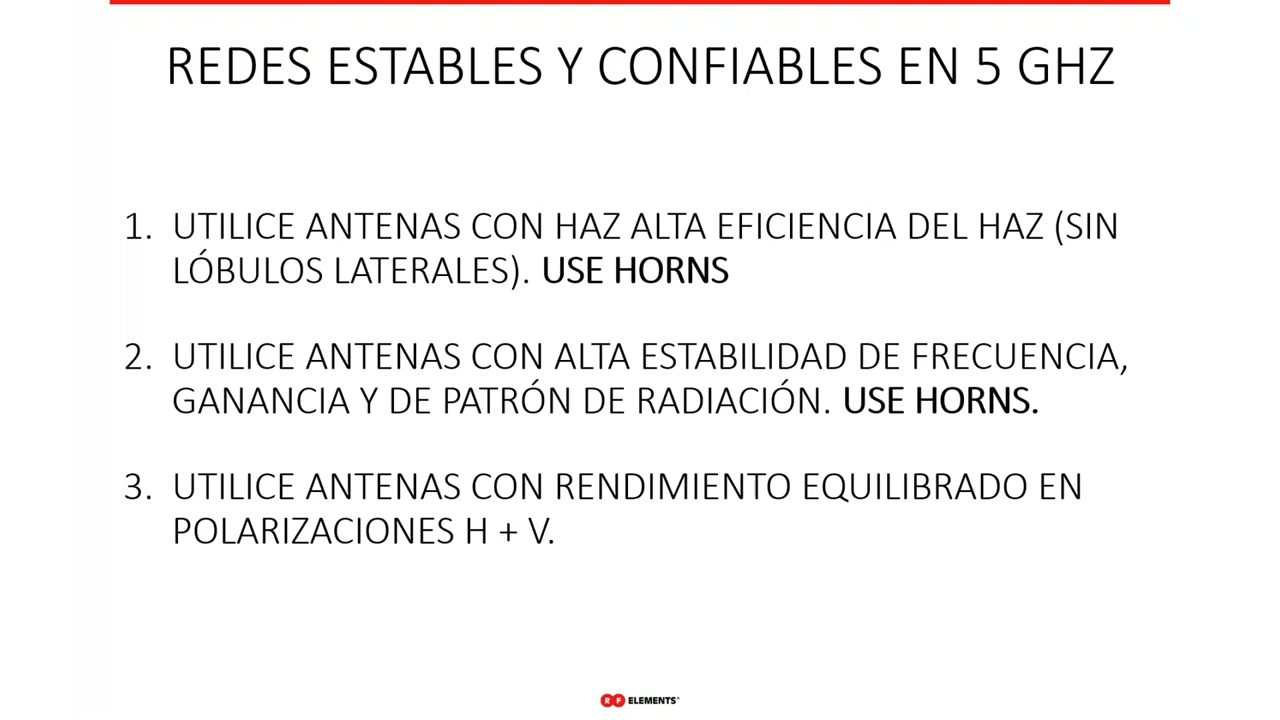 REDES ESTABLES Y CONFIABLES EN 5 GHZ
1. UTILICE ANTENAS CON HAZ ALTA EFICIENCIA DEL HAZ (SIN
LÓBULOS LATERALES). USE HORNS
2. UTILICE ANTENAS CON ALTA ESTABILIDAD DE FRECUENCIA,
GANANCIA Y DE PATRÓN DE RADIACIÓN. USE HORNS.
3. UTILICE ANTENAS CON RENDIMIENTO EQUILIBRADO EN
POLARIZACIONES H + V.
RF ELEMENTS